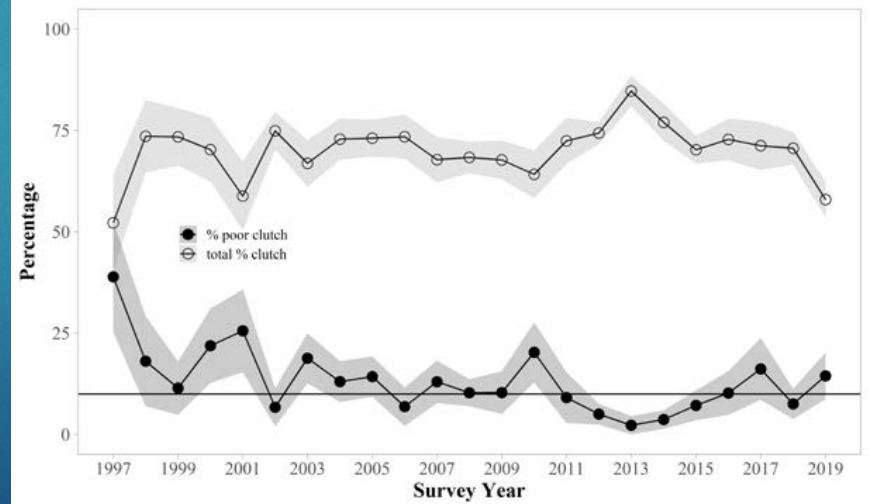 100
75
50
25
0
Percentage
% poor clutch
total % clutch
1997 1999 2001 2003 2005 2007 2009 2011 2013 2015 2017 2019
Survey Year